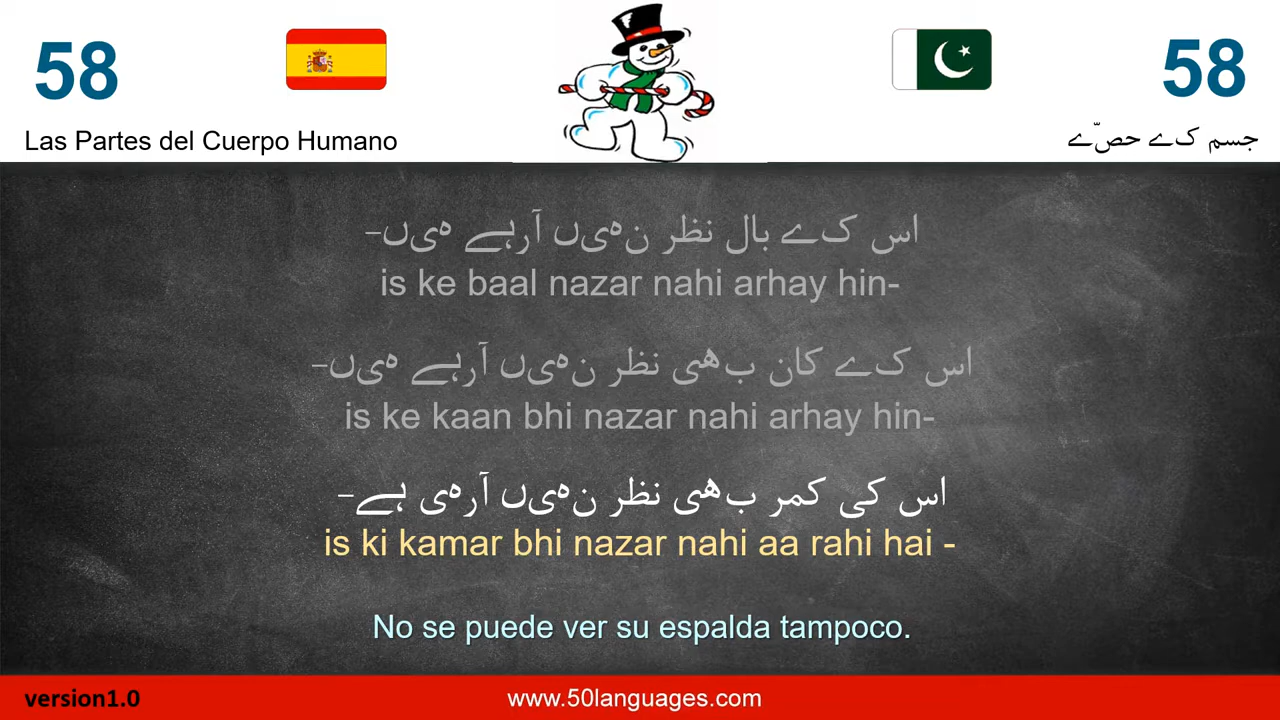 58
58
Las Partes del Cuerpo Humano
جسم کے حصّے
اس کے بال نظر نہیں آرہے ہیں-
is ke baal nazar nahi arhay hin-
اس کے کان بھی نظر نہیں آرہے ہیں-
is ke kaan bhi nazar nahi arhay hin-
اس کی کمر بھی نظر نہیں آرہی ہے-
is ki kamar bhi nazar nahi aa rahi hai -
No se puede ver su espalda tampoco.
version1.0
www.50languages.com